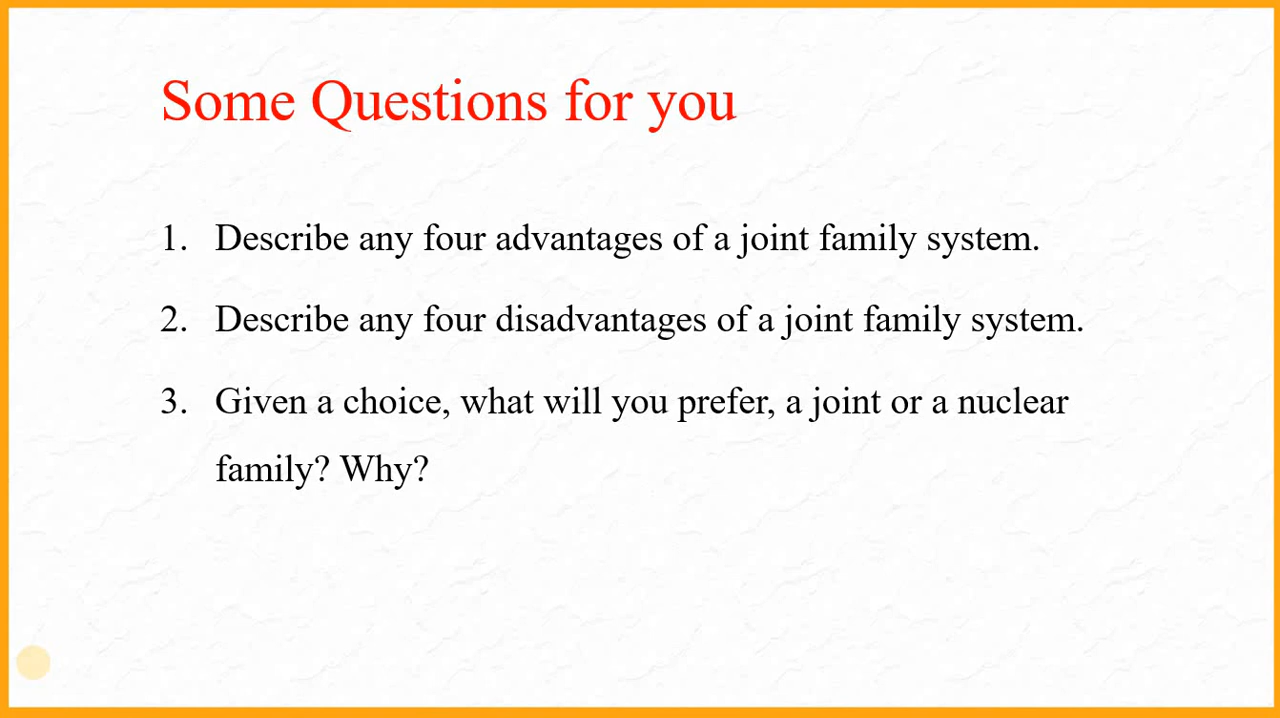 Some Questions for you
1. Describe any four advantages of a joint family system.
2. Describe any four disadvantages of a joint family system.
3. Given a choice, what will you prefer, a joint or a nuclear
family? Why?